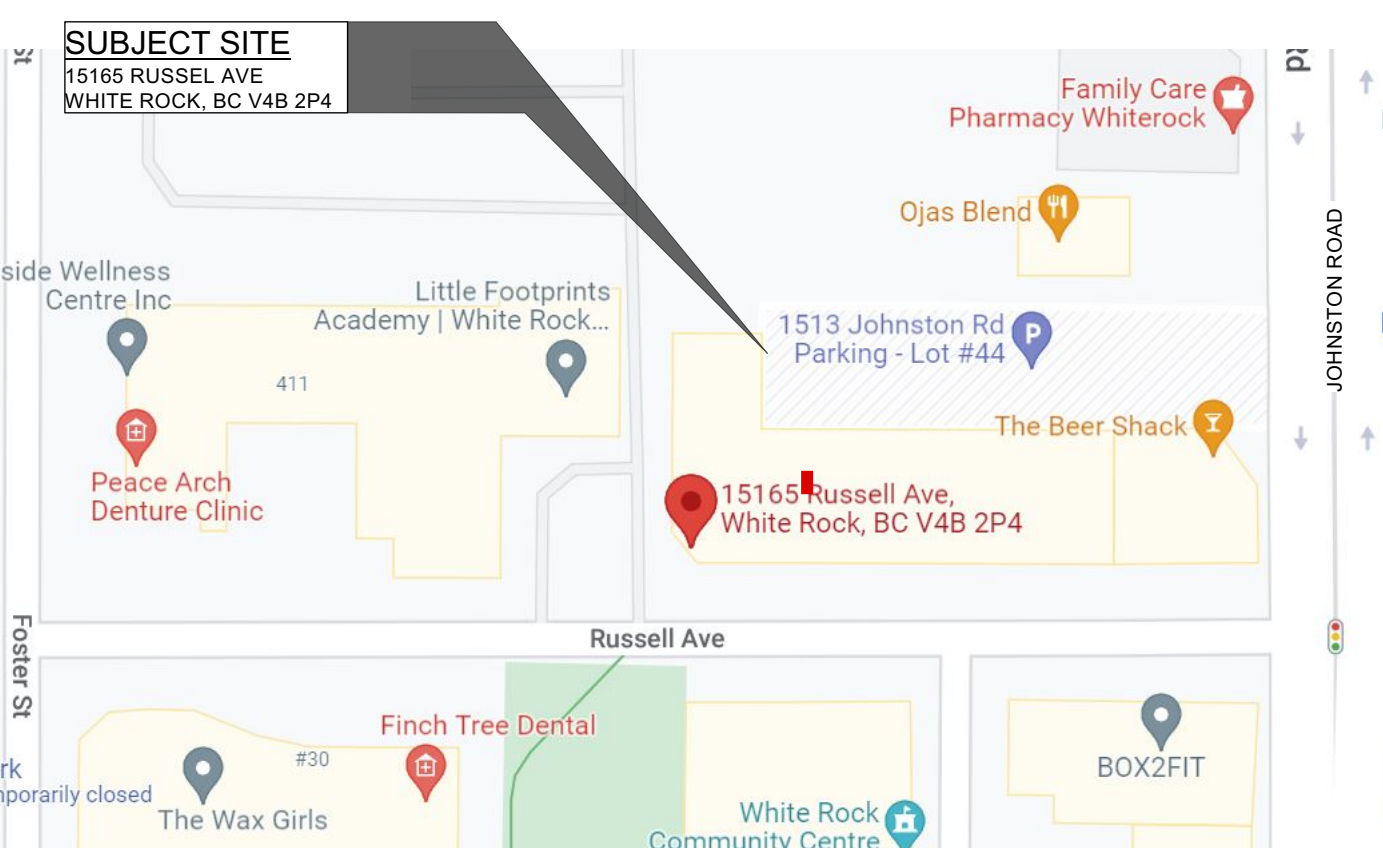 St
SUBJECT SITE
15165 RUSSEL AVE
WHITE ROCK, BC V4B 2P4
Family Care
Pharmacy Whiterock
Ojas Blend
JOHNSTON ROAD
side Wellness
Centre Inc
Little Footprints
Academy | White Rock...
411
1513 Johnston Rd
Parking - Lot #44
P
The Beer Shack
Peace Arch
Denture Clinic
15165 Russell Ave,
White Rock, BC V4B 2P4
Russell Ave
Foster St
Finch Tree Dental
#30
The Wax Girls
rk
mporarily closed
BOX2FIT
White Rock
Community Centre